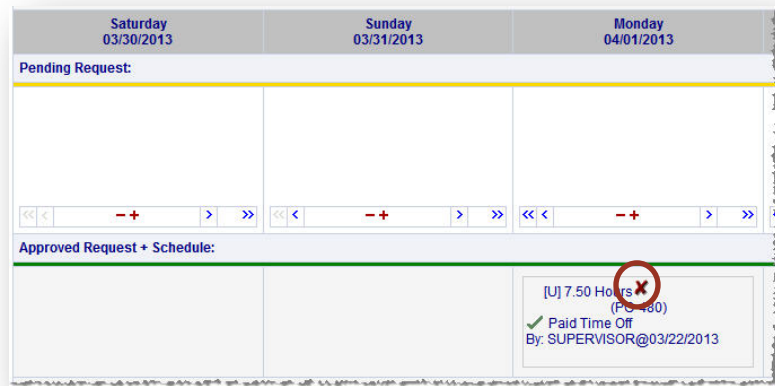 Saturday
03/30/2013
Sunday
03/31/2013
Monday
04/01/2013
Pending Request:
<< < -+ > >> << < -+ > >> << < -+ > >>
Approved Request + Schedule:
[U] 7.50 Hours
Paid Time Off
By: SUPERVISOR@03/22/2013